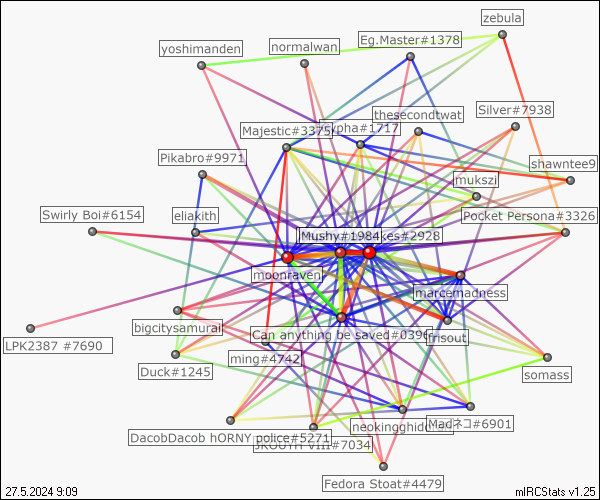 zebula
Eg.Master#1378
yoshimanden
normalwan
thesecondtwat
Silver#7938
Majestic#3375
ypha#1717
Pikabro#9971
shawntee9
mukszi
Swirly Boi#6154
eliakith
Pocket Persona#3326
Mushy#1984
kes#2928
moonraven
marcemadness
bigcitysamurai
Can anything be saved#0396
frisout
LPK2387 #7690
ming#4742
Duck#1245
somass
neokingghid
Madネコ#6901
DacobDacob hORNY police#5271
JROUTH VIII#7034
Fedora Stoat#4479
27.5.2024 9:09
mIRCStats v1.25